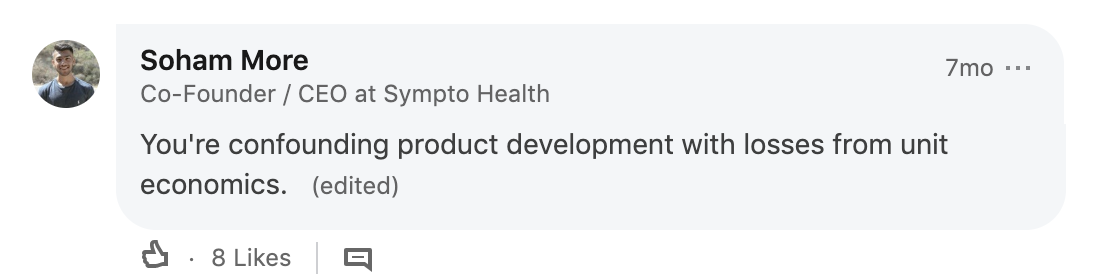 Soham More
7mo ...
Co-Founder / CEO at Sympto Health
You're confounding product development with losses from unit
economics. (edited)
· 8 Likes